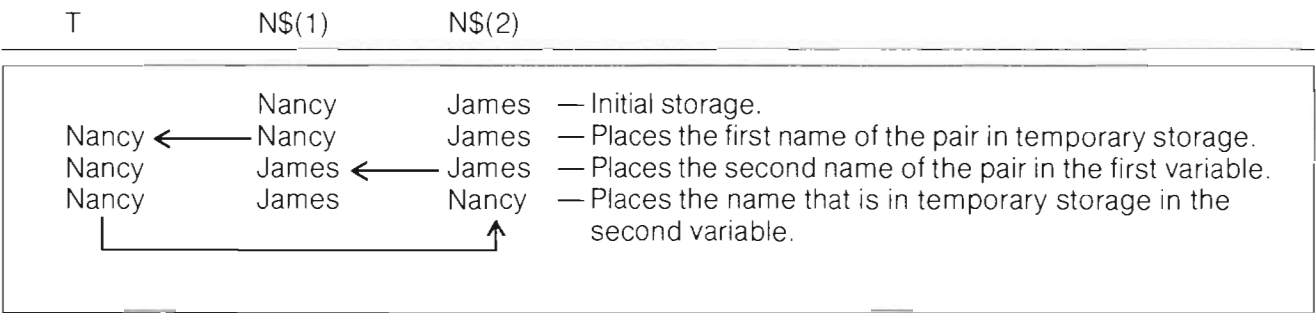 T N$(1) N$(2)
Nancy James — Initial storage.
Nancy Nancy James — Places the first name of the pair in temporary storage.
Nancy James James — Places the second name of the pair in the first variable.
Nancy James Nancy — Places the name that is in temporary storage in the
second variable.